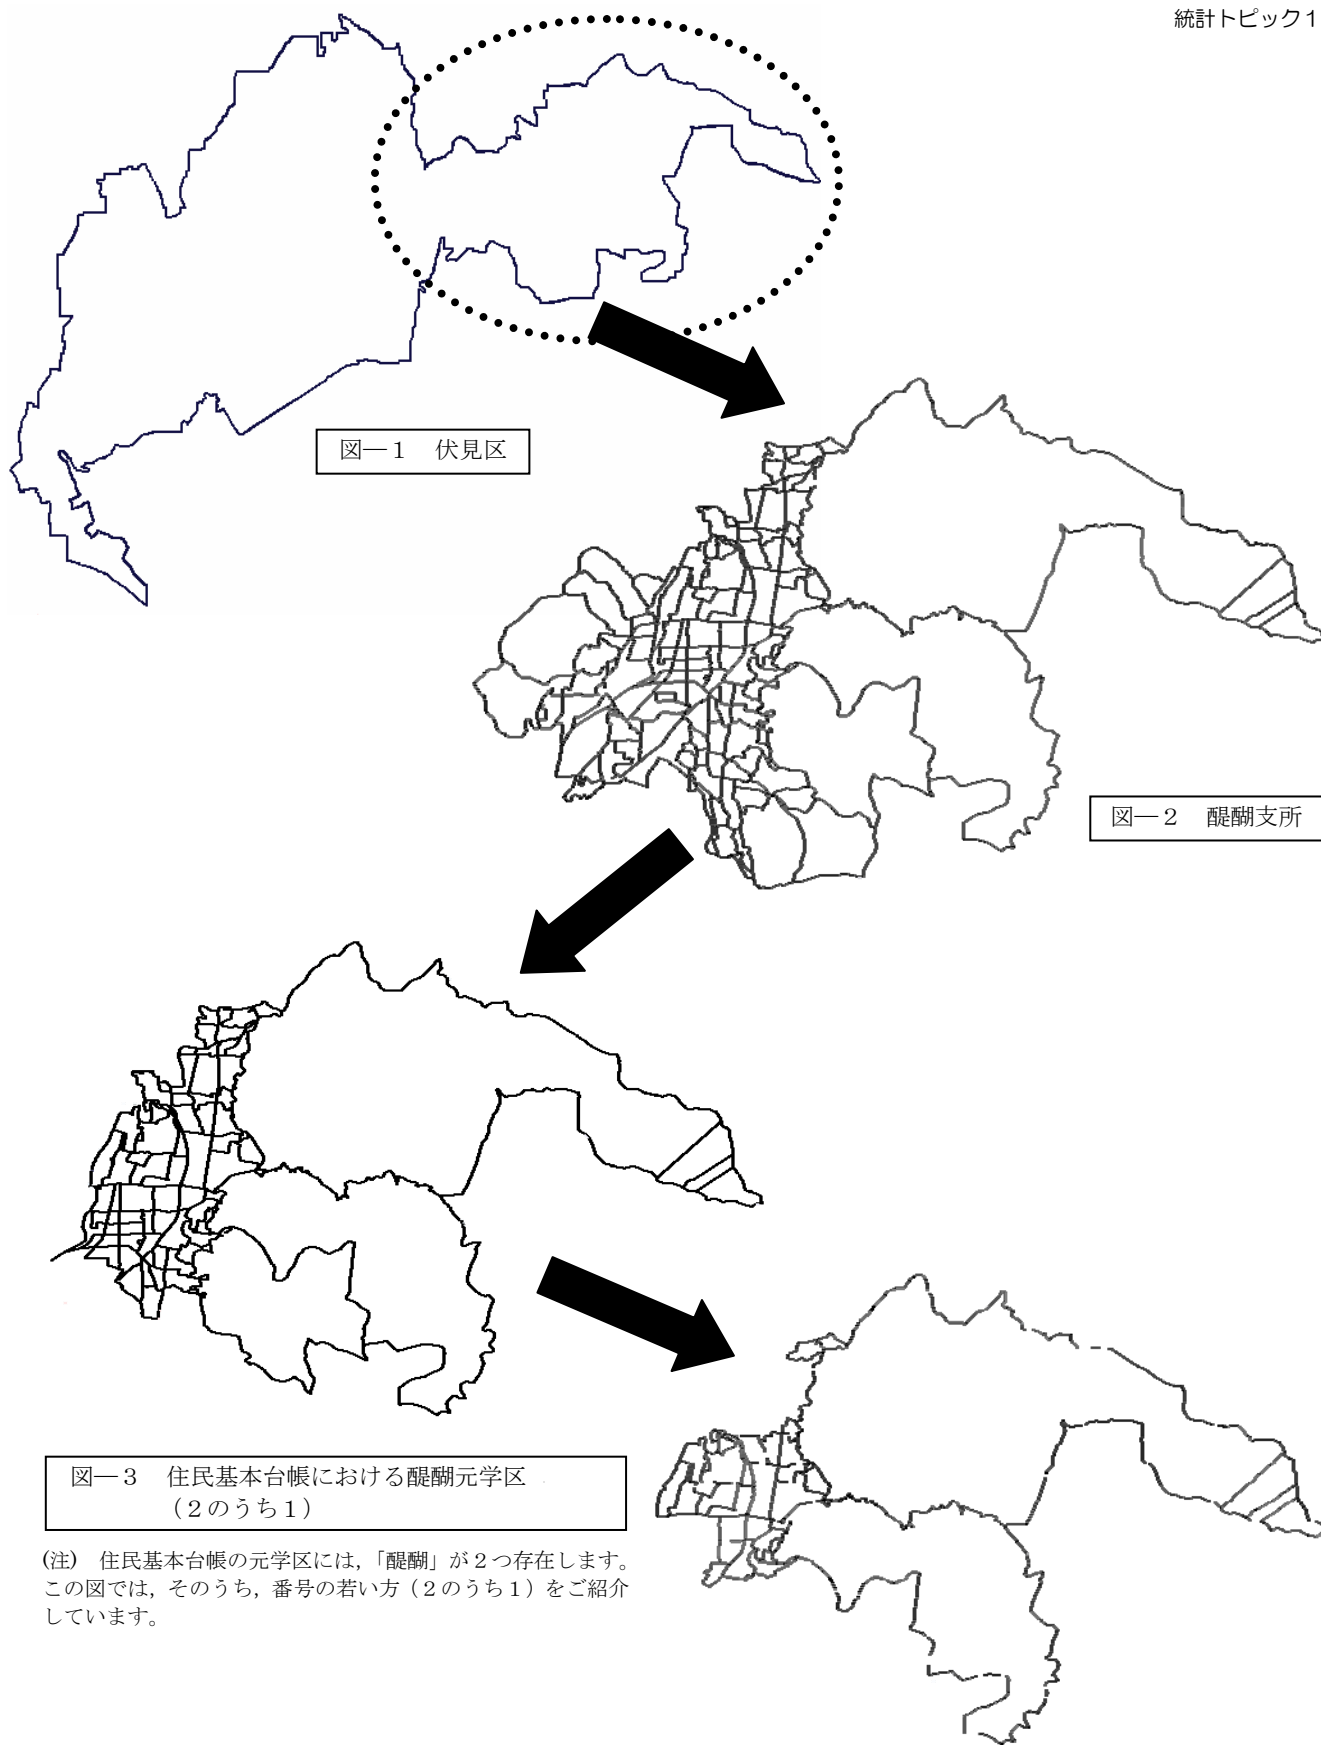 統計トピック１
図―１　伏見区
図―２　醍醐支所
図―３　住民基本台帳における醍醐元学区
（２のうち１）
(注)　住民基本台帳の元学区には，「醍醐」が２つ存在します。
この図では，そのうち，番号の若い方（２のうち１）をご紹介
しています。